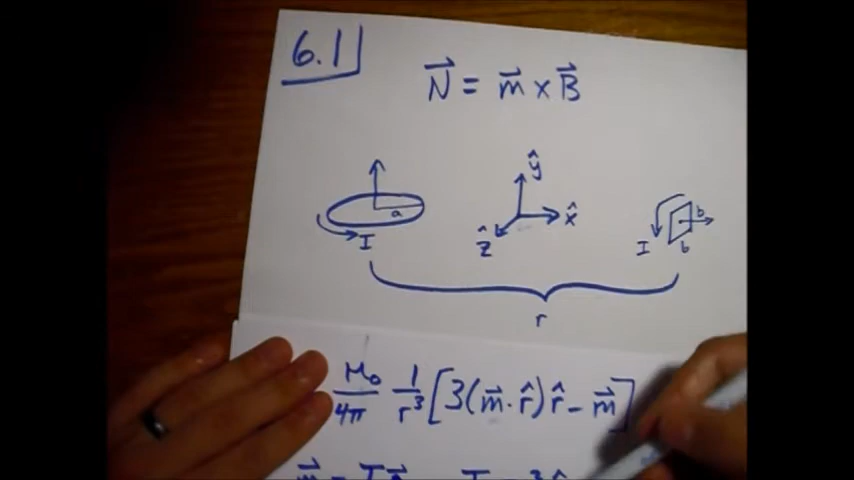 6.1
N⃗ = m⃗ × B⃗
ŷ
a
x̂
b
I
ẑ
I
b
r
μ₀/4π 1/r³ [3(m⃗·r̂)r̂ - m⃗]